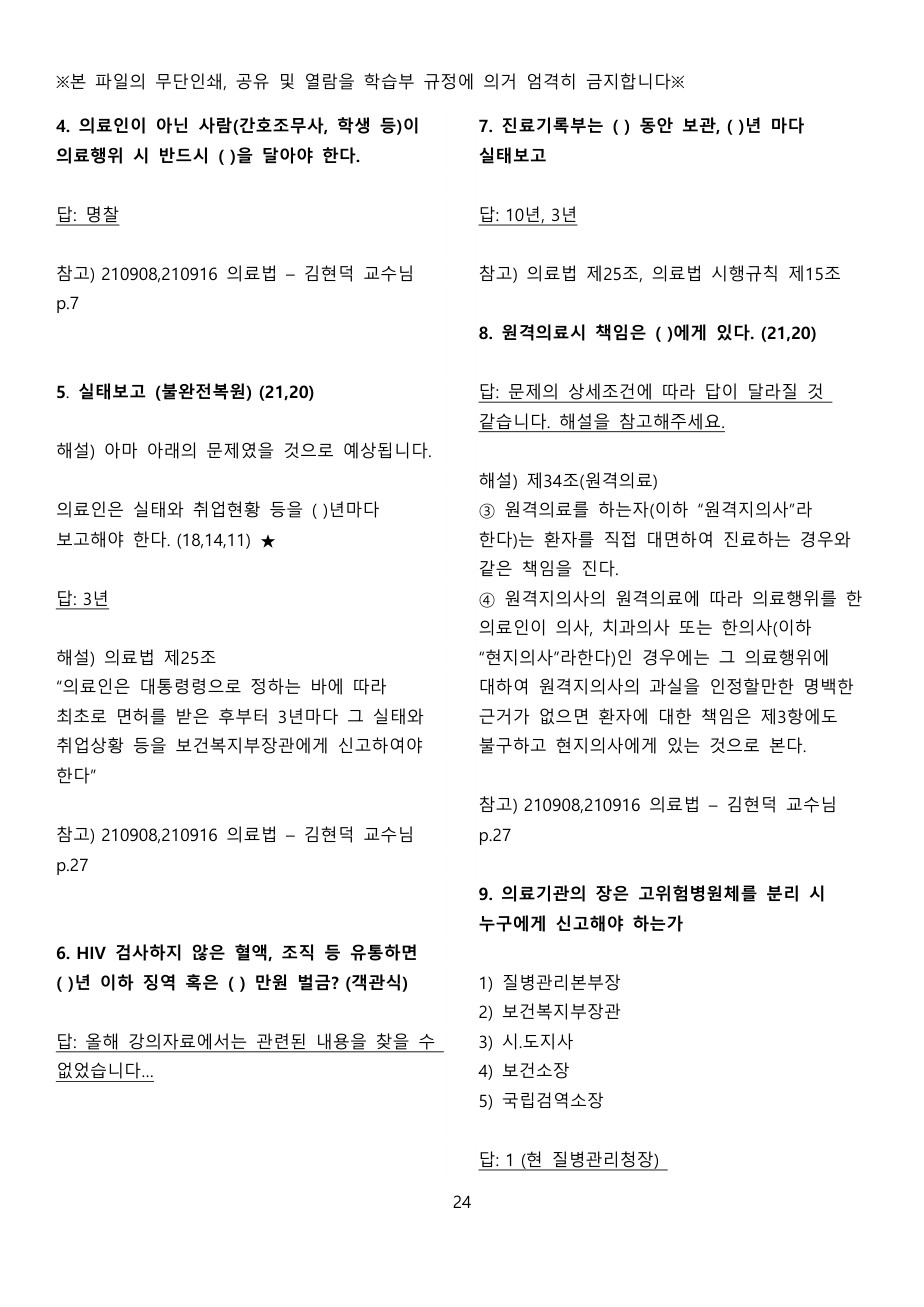 ※본 파일의 무단인쇄, 공유 및 열람을 학습부 규정에 의거 엄격히 금지합니다※
4. 의료인이 아닌 사람(간호조무사, 학생 등)이
의료행위 시 반드시 ( )을 달아야 한다.
답: 명찰
참고) 210908,210916 의료법 – 김현덕 교수님
p.7
5. 실태보고 (불완전복원) (21,20)
해설) 아마 아래의 문제였을 것으로 예상됩니다.
의료인은 실태와 취업현황 등을 ( )년마다
보고해야 한다. (18,14,11) ★
답: 3년
해설) 의료법 제25조
“의료인은 대통령령으로 정하는 바에 따라
최초로 면허를 받은 후부터 3년마다 그 실태와
취업상황 등을 보건복지부장관에게 신고하여야
한다”
참고) 210908,210916 의료법 – 김현덕 교수님
p.27
6. HIV 검사하지 않은 혈액, 조직 등 유통하면
( )년 이하 징역 혹은 ( ) 만원 벌금? (객관식)
답: 올해 강의자료에서는 관련된 내용을 찾을 수
없었습니다...
7. 진료기록부는 ( ) 동안 보관, ( )년 마다
실태보고
답: 10년, 3년
참고) 의료법 제25조, 의료법 시행규칙 제15조
8. 원격의료시 책임은 ( )에게 있다. (21,20)
답: 문제의 상세조건에 따라 답이 달라질 것
같습니다. 해설을 참고해주세요.
해설) 제34조(원격의료)
③ 원격의료를 하는자(이하 “원격지의사”라
한다)는 환자를 직접 대면하여 진료하는 경우와
같은 책임을 진다.
④ 원격지의사의 원격의료에 따라 의료행위를 한
의료인이 의사, 치과의사 또는 한의사(이하
“현지의사”라한다)인 경우에는 그 의료행위에
대하여 원격지의사의 과실을 인정할만한 명백한
근거가 없으면 환자에 대한 책임은 제3항에도
불구하고 현지의사에게 있는 것으로 본다.
참고) 210908,210916 의료법 – 김현덕 교수님
p.27
9. 의료기관의 장은 고위험병원체를 분리 시
누구에게 신고해야 하는가
1) 질병관리본부장
2) 보건복지부장관
3) 시.도지사
4) 보건소장
5) 국립검역소장
답: 1 (현 질병관리청장)
24